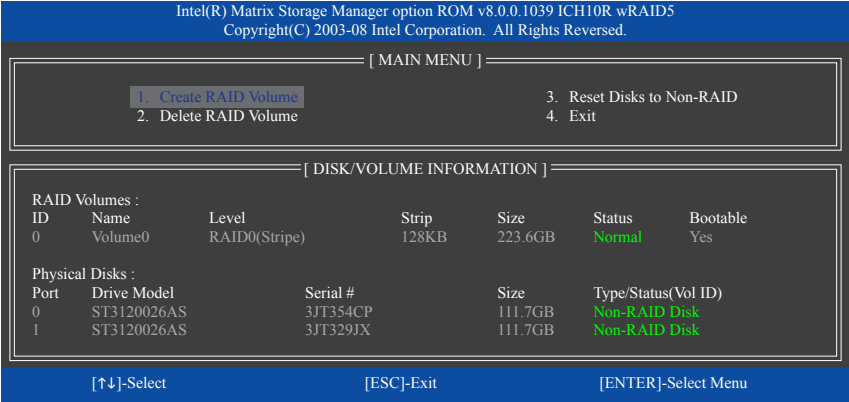 Intel(R) Matrix Storage Manager option ROM v8.0.0.1039 ICH10R wRAID5
Copyright(C) 2003-08 Intel Corporation. All Rights Reversed.
[ MAIN MENU ]
1. Create RAID Volume 3. Reset Disks to Non-RAID
2. Delete RAID Volume 4. Exit
[ DISK/VOLUME INFORMATION ]
RAID Volumes :
ID Name Level Strip Size Status Bootable
0 Volume0 RAID0(Stripe) 128KB 223.6GB Normal Yes
Physical Disks :
Port Drive Model Serial # Size Type/Status(Vol ID)
0 ST3120026AS 3JT354CP 111.7GB Non-RAID Disk
1 ST3120026AS 3JT329JX 111.7GB Non-RAID Disk
[↑↓]-Select [ESC]-Exit [ENTER]-Select Menu